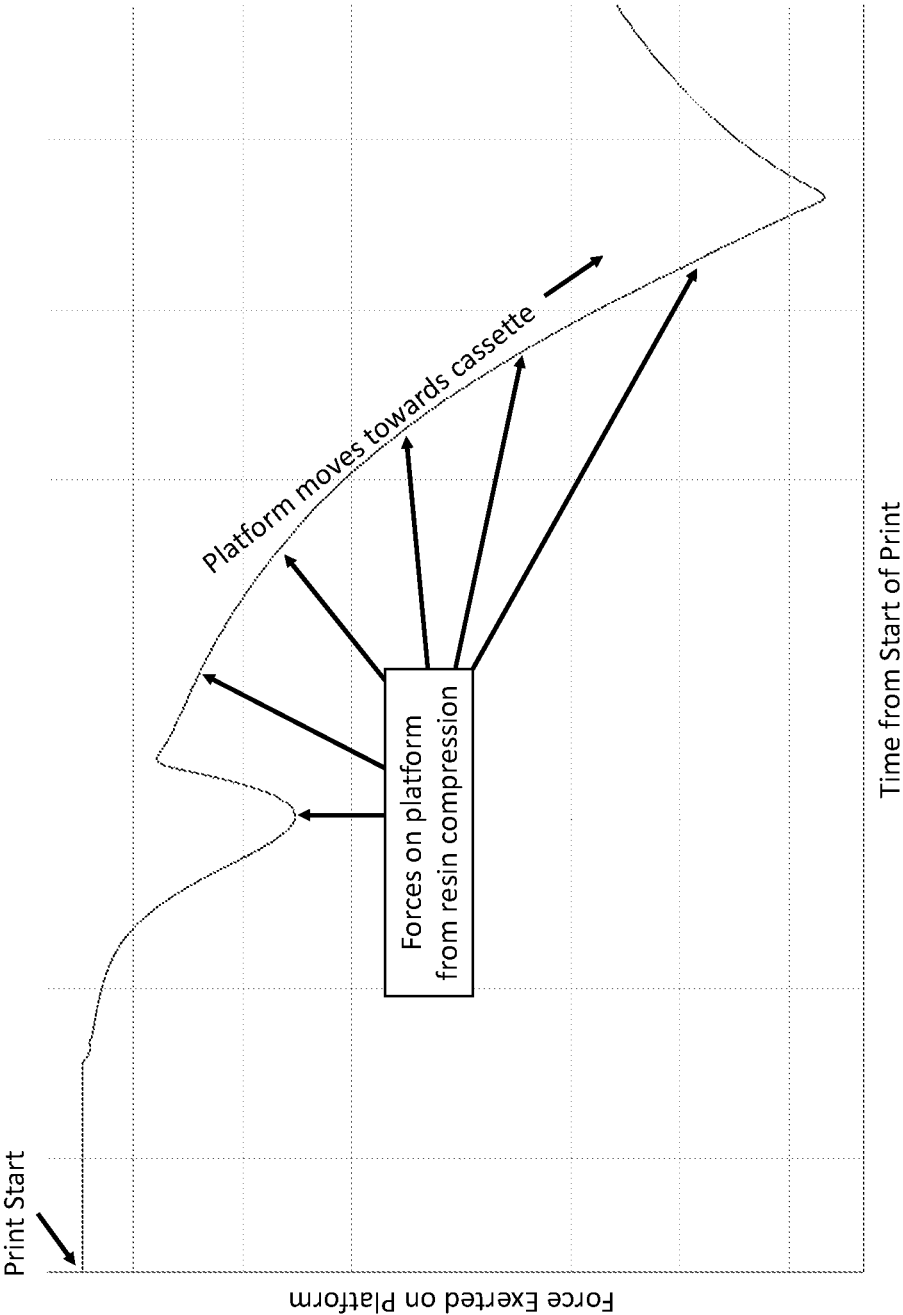 Print Start
Platform moves towards cassette
Forces on platform
from resin compression
Force Exerted on Platform
Time from Start of Print